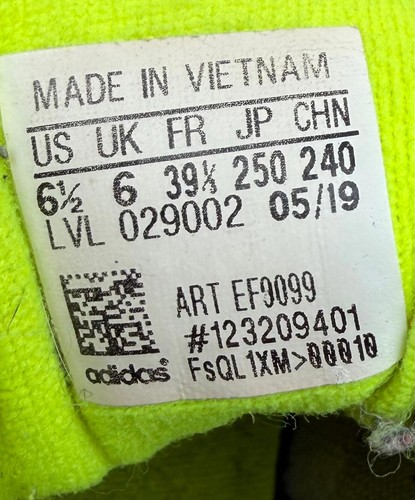 MADE IN VIETNAM
US UK FR JP CHN
6½ 6 39⅓ 250 240
LVL 029002 05/19
ART EF9099
#123209401
adidas FsQL1XM>00010